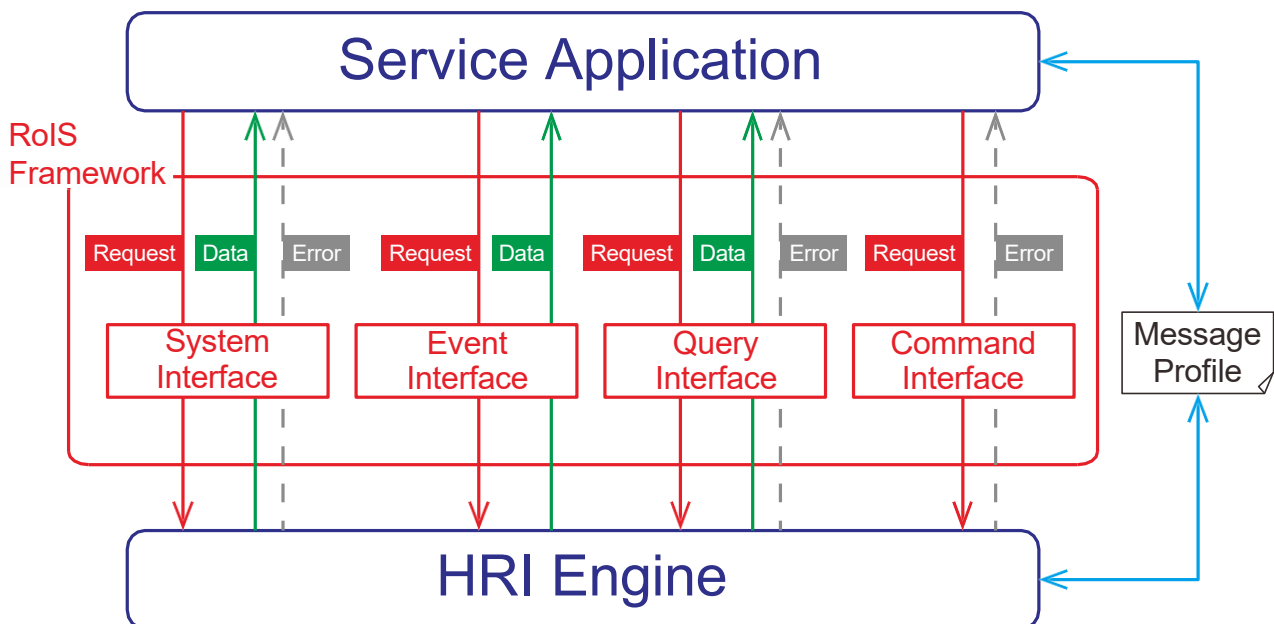 Service Application
RoIS
Framework
Request Data Error Request Data Request Data Error Request Error
System
Interface
Event
Interface
Query
Interface
Command
Interface
Message
Profile
HRI Engine